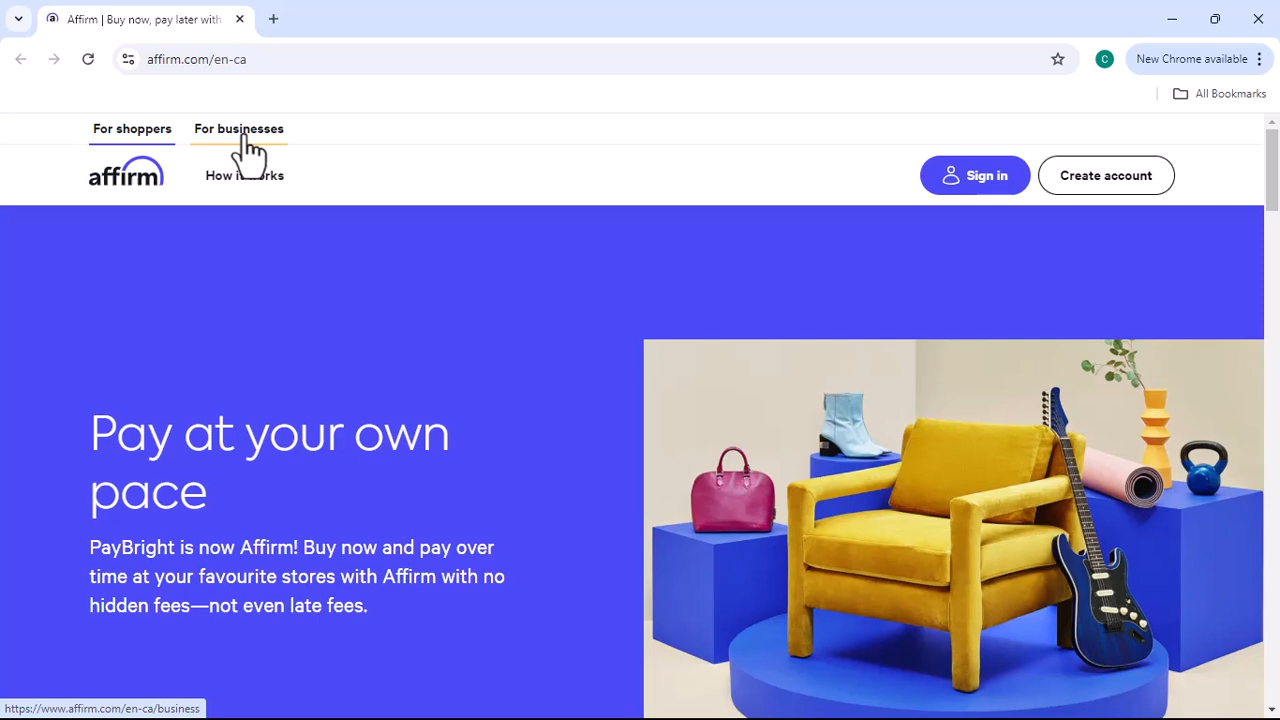 Affirm | Buy now, pay later with
affirm.com/en-ca
C
New Chrome available
All Bookmarks
For shoppers
For businesses
affirm
How it works
Sign in
Create account
Pay at your own
pace
PayBright is now Affirm! Buy now and pay over
time at your favourite stores with Affirm with no
hidden fees—not even late fees.
https://www.affirm.com/en-ca/business